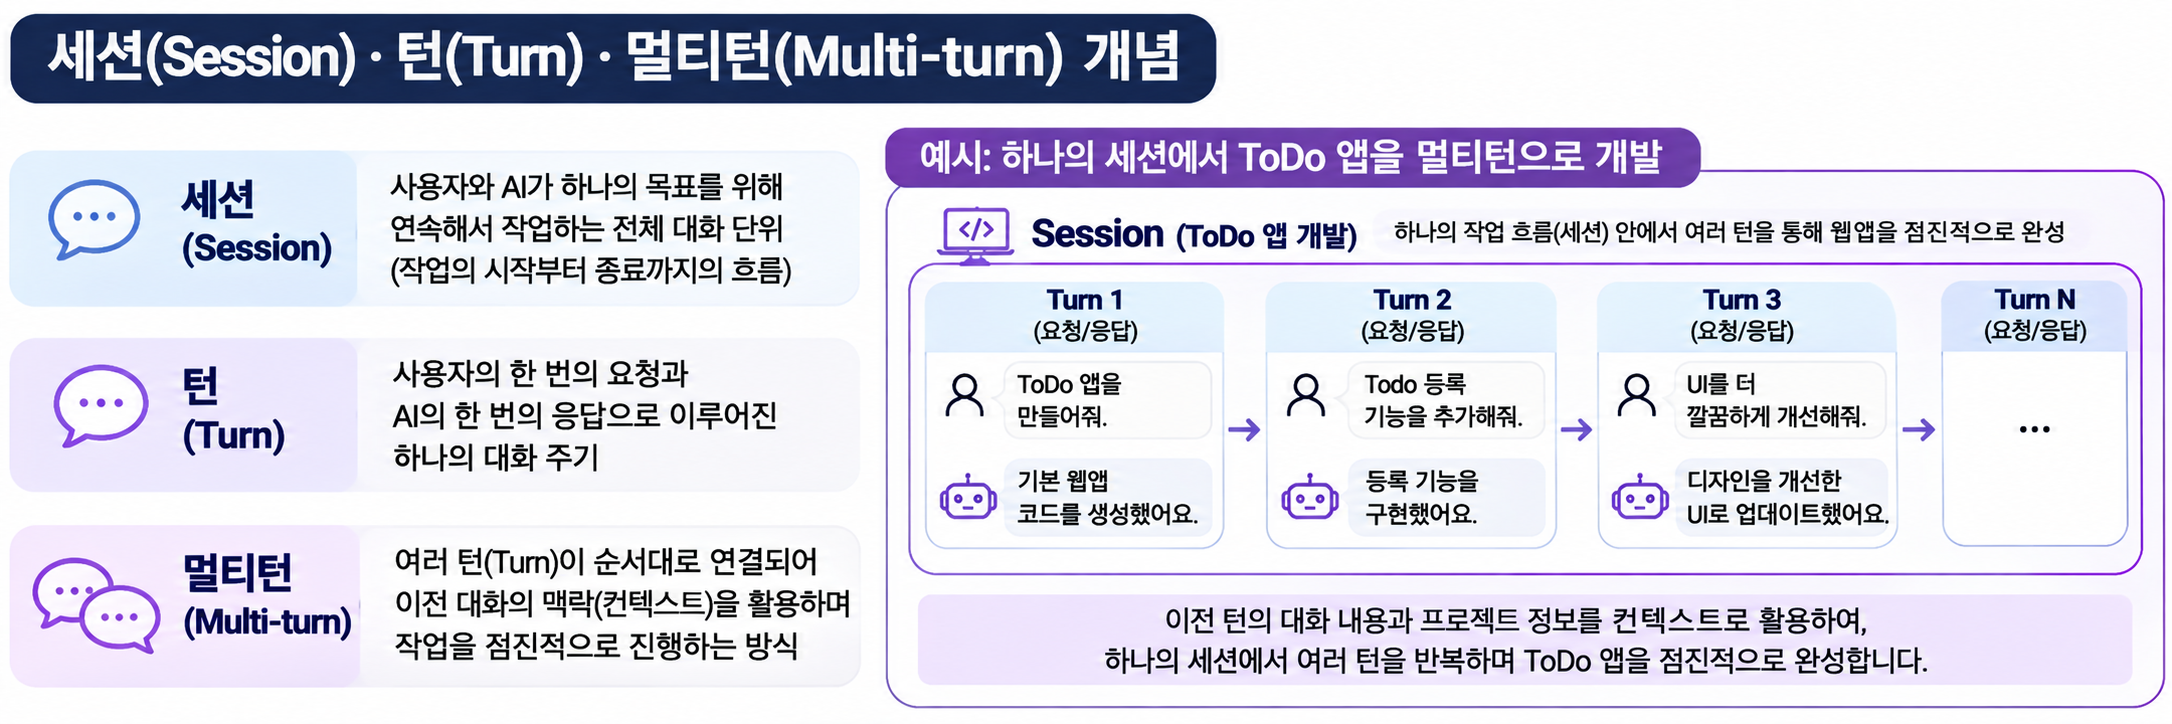 세션(Session) · 턴(Turn) · 멀티턴(Multi-turn) 개념
세션
(Session)
사용자와 AI가 하나의 목표를 위해
연속해서 작업하는 전체 대화 단위
(작업의 시작부터 종료까지의 흐름)
턴
(Turn)
사용자의 한 번의 요청과
AI의 한 번의 응답으로 이루어진
하나의 대화 주기
멀티턴
(Multi-turn)
여러 턴(Turn)이 순서대로 연결되어
이전 대화의 맥락(컨텍스트)을 활용하며
작업을 점진적으로 진행하는 방식
예시: 하나의 세션에서 ToDo 앱을 멀티턴으로 개발
</>
Session (ToDo 앱 개발)
하나의 작업 흐름(세션) 안에서 여러 턴을 통해 웹앱을 점진적으로 완성
Turn 1
(요청/응답)
ToDo 앱을
만들어줘.
기본 웹앱
코드를 생성했어요.
Turn 2
(요청/응답)
Todo 등록
기능을 추가해줘.
등록 기능을
구현했어요.
Turn 3
(요청/응답)
UI를 더
깔끔하게 개선해줘.
디자인을 개선한
UI로 업데이트했어요.
Turn N
(요청/응답)
...
이전 턴의 대화 내용과 프로젝트 정보를 컨텍스트로 활용하여,
하나의 세션에서 여러 턴을 반복하며 ToDo 앱을 점진적으로 완성합니다.